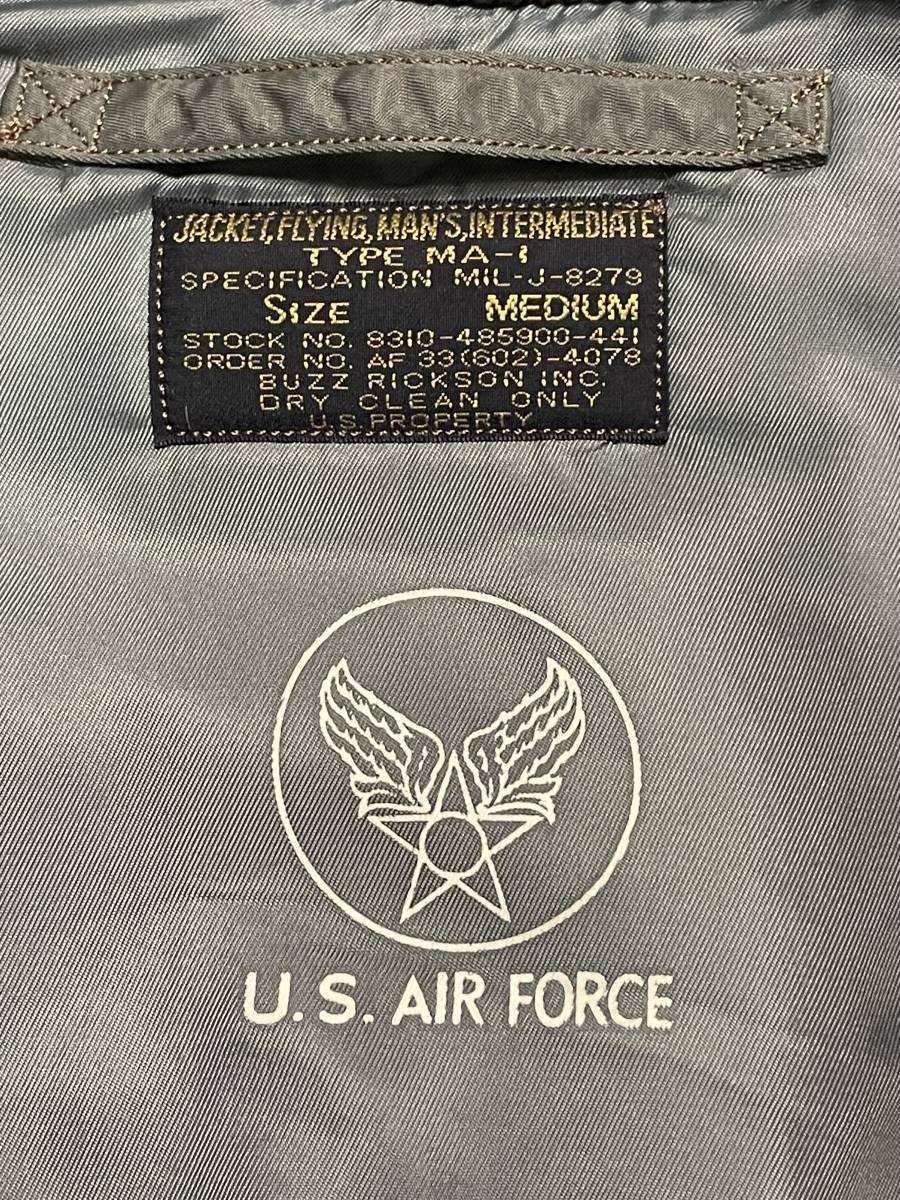 JACKET, FLYING, MAN'S, INTERMEDIATE
TYPE MA-1
SPECIFICATION MIL-J-8279
SIZE MEDIUM
STOCK NO. 8310-485900-441
ORDER NO. AF 33(602)-4078
BUZZ RICKSON INC.
DRY CLEAN ONLY
U.S. PROPERTY
U.S. AIR FORCE